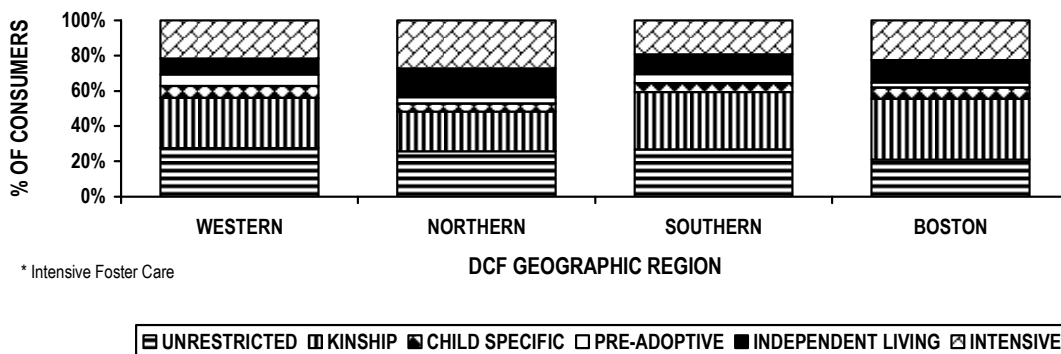 % OF CONSUMERS
100%
80%
60%
40%
20%
0%
WESTERN NORTHERN SOUTHERN BOSTON
* Intensive Foster Care
DCF GEOGRAPHIC REGION
UNRESTRICTED KINSHIP CHILD SPECIFIC PRE-ADOPTIVE INDEPENDENT LIVING INTENSIVE